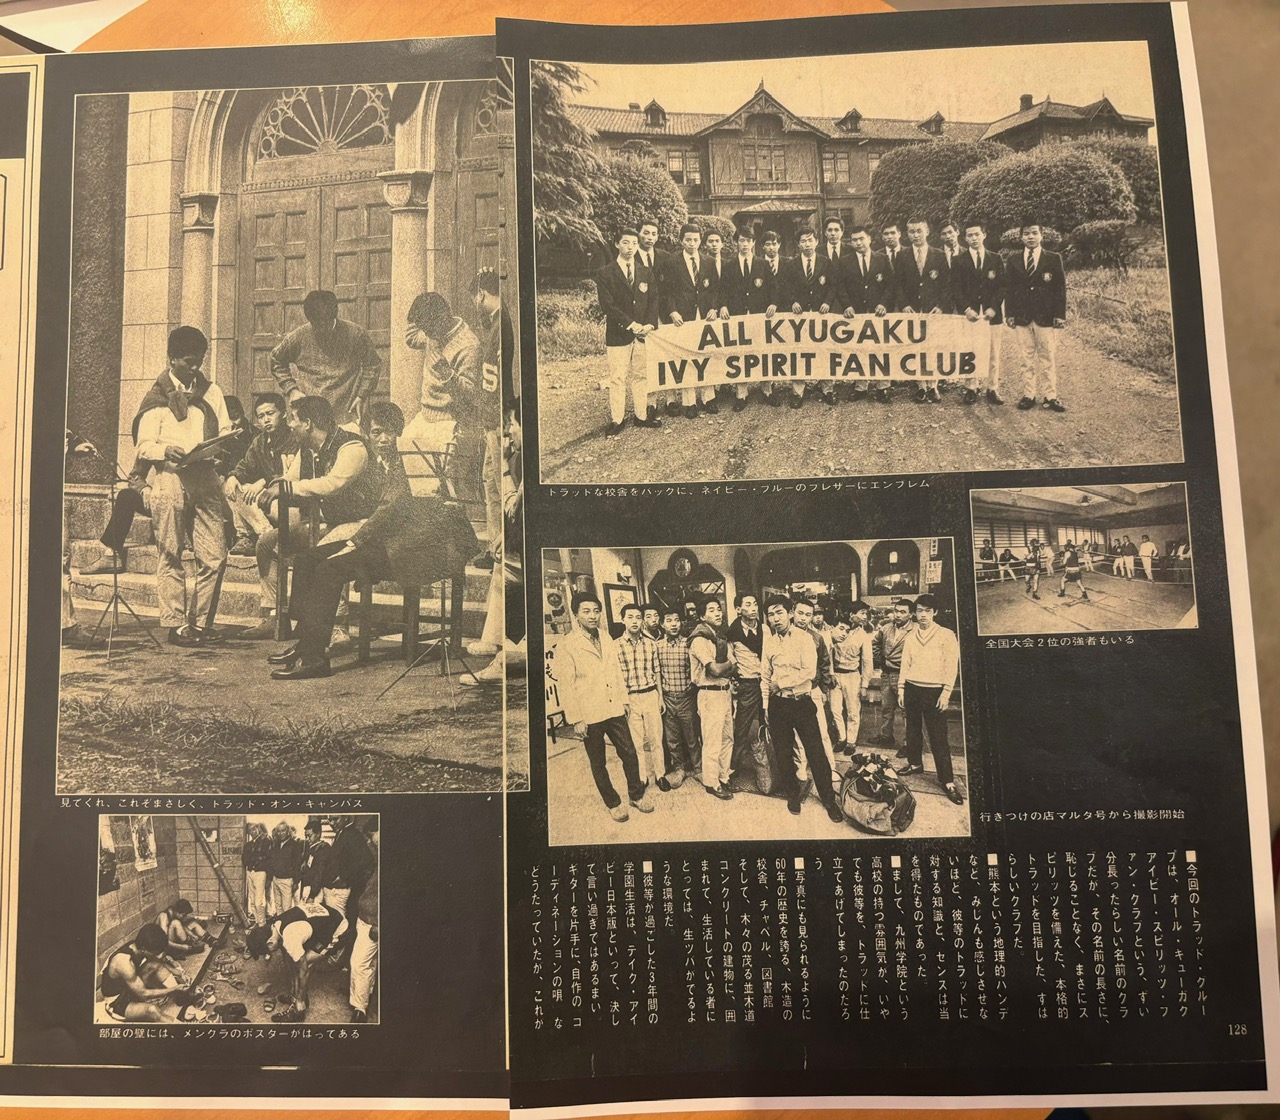 ALL KYUGAKU
IVY SPIRIT FAN CLUB
トラッドな校舎をバックに、ネイビー・ブルーのブレザーにエンブレム
全国大会2位の強者もいる
行きつけの店マルタ号から撮影開始
見てくれ、これぞまさしく、トラッド・オン・キャンパス
部屋の壁には、メンクラのポスターがはってある
■今回のトラッド・クルー
プは、オール・キューガク
アイビー・スピリッツ・フ
ァン・クラブという、ずい
分長ったらしい名前のクラ
ブだが、その名前の長さに、
恥じることなく、まさにス
ピリッツを備えた、本格的
トラッドを目指した、すば
らしいクラブだ。
■熊本という地理的ハンデ
なと、みじんも感じさせな
いほど、彼等のトラッドに
対する知識と、センスは当
を得たものであった。
■まして、九州学院という
高校の持つ雰囲気が、いや
ても彼等を、トラッドに仕
立てあげてしまったのだろ
う
■写真にも見られるように
60年の歴史を誇る、木造の
校舎、チャペル、図書館
そして、木々の茂る並木道
コンクリートの建物に、囲
まれて、生活している者に
とっては、生ツバがでるよ
うな環境だ。
■彼等が過ごした3年間の
学園生活は、テイク・アイ
ビー日本版といって、決し
て言い過ぎではあるまい
ギターを片手に、自作のコ
ーディネーションの唄 な
どうたっていたが、これが
128
S